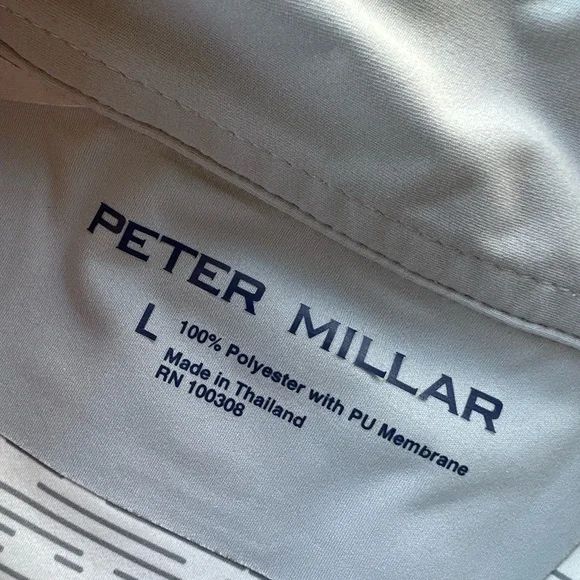 PETER MILLAR
L 100% Polyester with PU Membrane
Made in Thailand
RN 100308